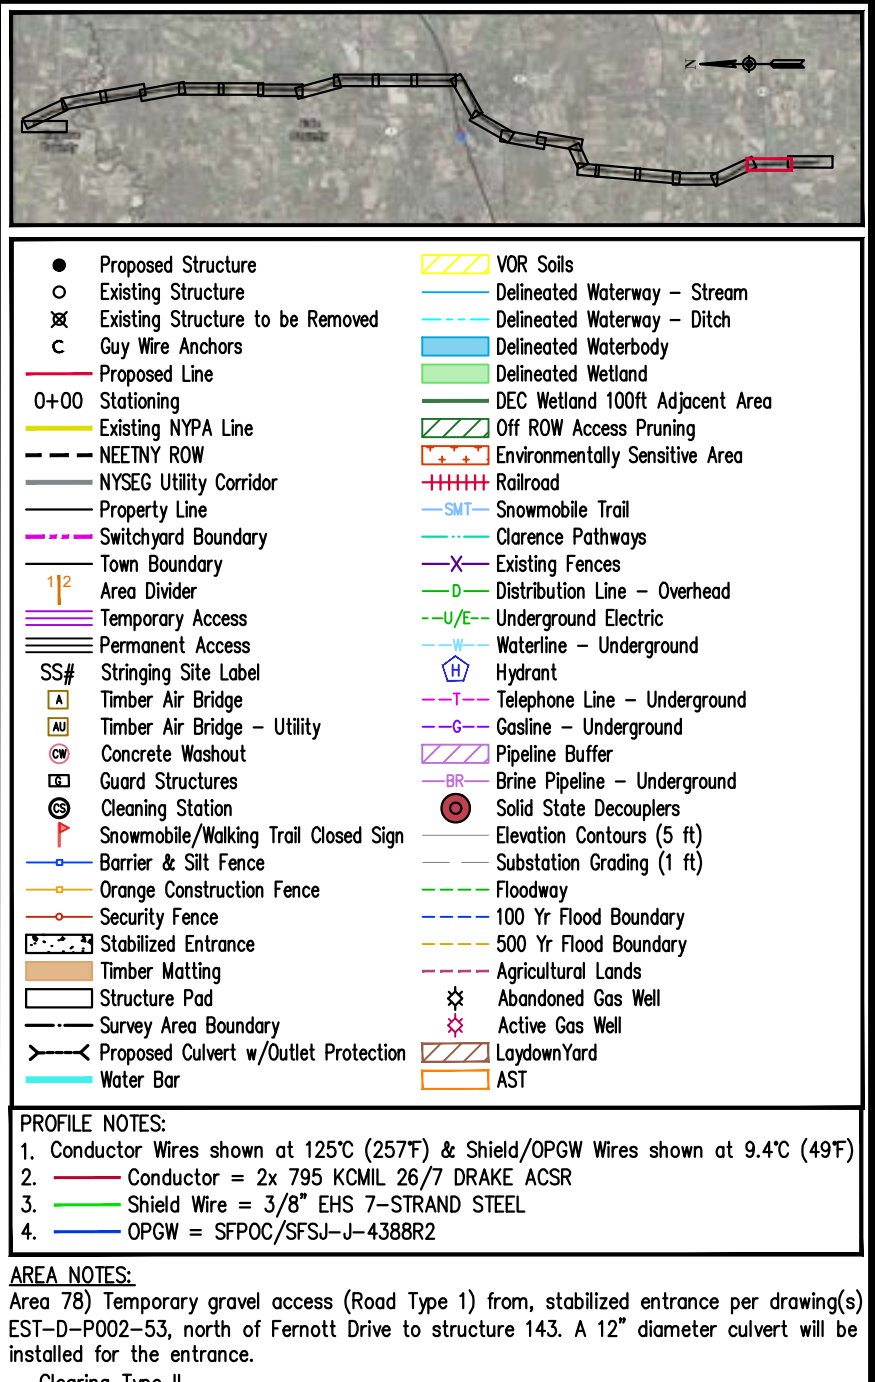 N
Proposed Structure
Existing Structure
Existing Structure to be Removed
C Guy Wire Anchors
Proposed Line
0+00 Stationing
Existing NYPA Line
NEETNY ROW
NYSEG Utility Corridor
Property Line
Switchyard Boundary
Town Boundary
1 2 Area Divider
Temporary Access
Permanent Access
SS# Stringing Site Label
A Timber Air Bridge
AU Timber Air Bridge – Utility
CW Concrete Washout
G Guard Structures
CS Cleaning Station
Snowmobile/Walking Trail Closed Sign
Barrier & Silt Fence
Orange Construction Fence
Security Fence
Stabilized Entrance
Timber Matting
Structure Pad
Survey Area Boundary
Proposed Culvert w/Outlet Protection
Water Bar
VOR Soils
Delineated Waterway – Stream
Delineated Waterway – Ditch
Delineated Waterbody
Delineated Wetland
DEC Wetland 100ft Adjacent Area
Off ROW Access Pruning
Environmentally Sensitive Area
Railroad
SMT Snowmobile Trail
Clarence Pathways
X Existing Fences
D Distribution Line – Overhead
U/E Underground Electric
W Waterline – Underground
H Hydrant
T Telephone Line – Underground
G Gasline – Underground
Pipeline Buffer
BR Brine Pipeline – Underground
Solid State Decouplers
Elevation Contours (5 ft)
Substation Grading (1 ft)
Floodway
100 Yr Flood Boundary
500 Yr Flood Boundary
Agricultural Lands
Abandoned Gas Well
Active Gas Well
LaydownYard
AST
PROFILE NOTES:
1. Conductor Wires shown at 125°C (257°F) & Shield/OPGW Wires shown at 9.4°C (49°F)
2. Conductor = 2x 795 KCMIL 26/7 DRAKE ACSR
3. Shield Wire = 3/8” EHS 7–STRAND STEEL
4. OPGW = SFPOC/SFSJ–J–4388R2
AREA NOTES:
Area 78) Temporary gravel access (Road Type 1) from, stabilized entrance per drawing(s)
EST–D–P002–53, north of Fernott Drive to structure 143. A 12” diameter culvert will be
installed for the entrance.
Clearing Type II